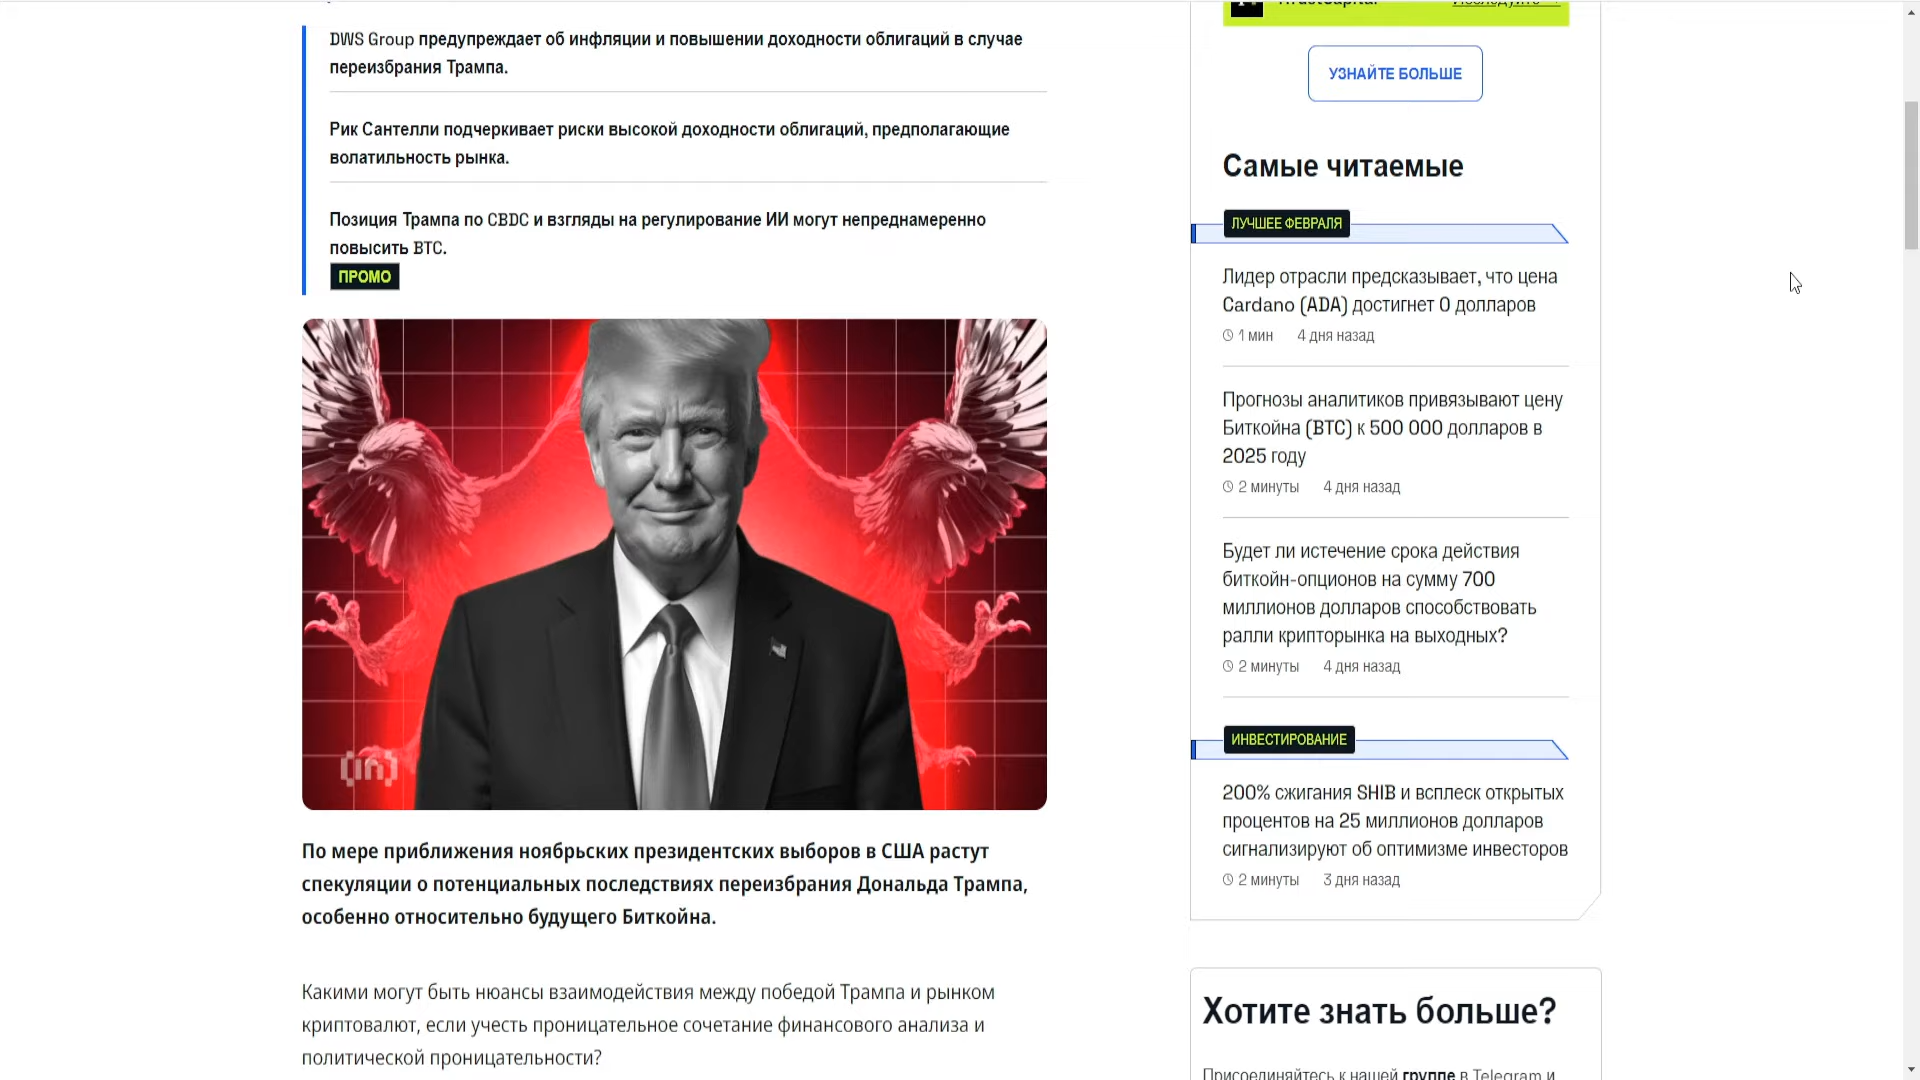 DWS Group предупреждает об инфляции и повышении доходности облигаций в случае
переизбрания Трампа.
Рик Сантелли подчеркивает риски высокой доходности облигаций, предполагающие
волатильность рынка.
Позиция Трампа по CBDC и взгляды на регулирование ИИ могут непреднамеренно
повысить BTC.
ПРОМО
(in)
По мере приближения ноябрьских президентских выборов в США растут
спекуляции о потенциальных последствиях переизбрания Дональда Трампа,
особенно относительно будущего Биткойна.
Какими могут быть нюансы взаимодействия между победой Трампа и рынком
криптовалют, если учесть проницательное сочетание финансового анализа и
политической проницательности?
УЗНАЙТЕ БОЛЬШЕ
Самые читаемые
ЛУЧШЕЕ ФЕВРАЛЯ
Лидер отрасли предсказывает, что цена
Cardano (ADA) достигнет 0 долларов
1 мин 4 дня назад
Прогнозы аналитиков привязывают цену
Биткойна (BTC) к 500 000 долларов в
2025 году
2 минуты 4 дня назад
Будет ли истечение срока действия
биткойн-опционов на сумму 700
миллионов долларов способствовать
ралли крипторынка на выходных?
2 минуты 4 дня назад
ИНВЕСТИРОВАНИЕ
200% сжигания SHIB и всплеск открытых
процентов на 25 миллионов долларов
сигнализируют об оптимизме инвесторов
2 минуты 3 дня назад
Хотите знать больше?
Присоединяйтесь к нашей группе в Telegram и